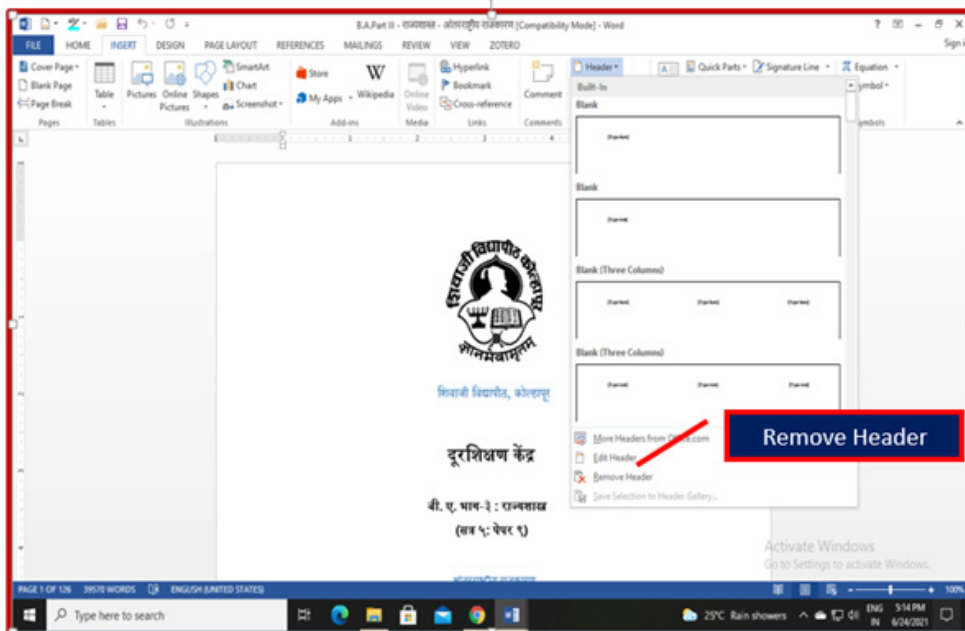 B.A.Part III - राज्यशास्त्र - आंतरराष्ट्रीय राजकारण [Compatibility Mode] - Word
Sign i
FILE HOME INSERT DESIGN PAGE LAYOUT REFERENCES MAILINGS REVIEW VIEW ZOTERO
Cover Page
Blank Page
Page Break
Pages
Table
Tables
Pictures
Online Pictures
Shapes
SmartArt
Chart
Screenshot
Illustrations
Store
My Apps
Wikipedia
Add-ins
Online Video
Media
Hyperlink
Bookmark
Cross-reference
Links
Comment
Comments
Header
Quick Parts
Signature Line
Equation
ymbol
ymbols
Built-In
Blank
Blank
Blank (Three Columns)
Blank (Three Columns)
More Headers from Office.com
Edit Header
Remove Header
Save Selection to Header Gallery...
Remove Header
शिवाजी विद्यापीठ कोल्हापूर
ज्ञानमेवामृतम्
शिवाजी विद्यापीठ, कोल्हापूर
दूरशिक्षण केंद्र
बी. ए. भाग-३ : राज्यशास्त्र
(सत्र ५: पेपर ९)
Activate Windows
Go to Settings to activate Windows.
PAGE 1 OF 126 39570 WORDS ENGLISH (UNITED STATES) 100%
Type here to search
25°C Rain showers
ENG
IN
5:14 PM
6/24/2021